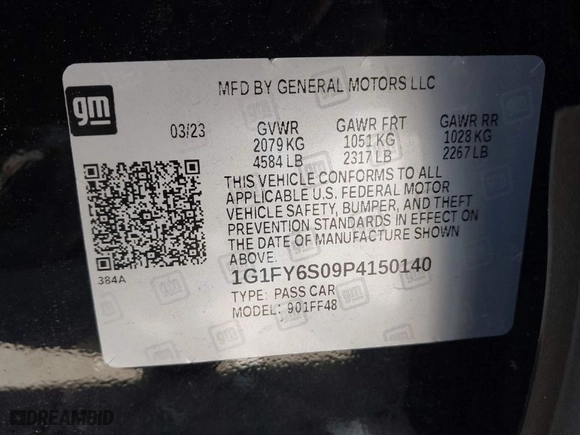 gm
MFD BY GENERAL MOTORS LLC
03/23 GVWR GAWR FRT GAWR RR
2079 KG 1051 KG 1028 KG
4584 LB 2317 LB 2267 LB
THIS VEHICLE CONFORMS TO ALL
APPLICABLE U.S. FEDERAL MOTOR
VEHICLE SAFETY, BUMPER, AND THEFT
PREVENTION STANDARDS IN EFFECT ON
THE DATE OF MANUFACTURE SHOWN
ABOVE.
384A
1G1FY6S09P4150140
TYPE: PASS CAR
MODEL: 901FF48
DREAMBID